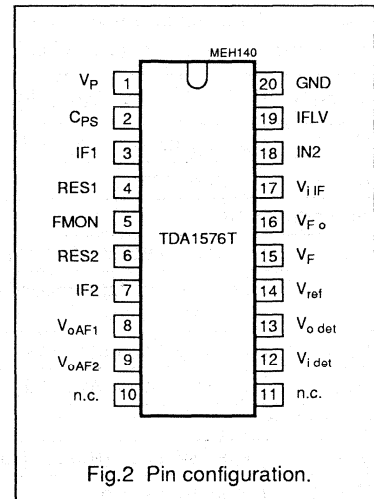 MEH140
VP 1 20 GND
CPS 2 19 IFLV
IF1 3 18 IN2
RES1 4 17 Vi IF
FMON 5 16 VF o
TDA1576T
RES2 6 15 VF
IF2 7 14 Vref
VoAF1 8 13 Vo det
VoAF2 9 12 Vi det
n.c. 10 11 n.c.
Fig.2 Pin configuration.